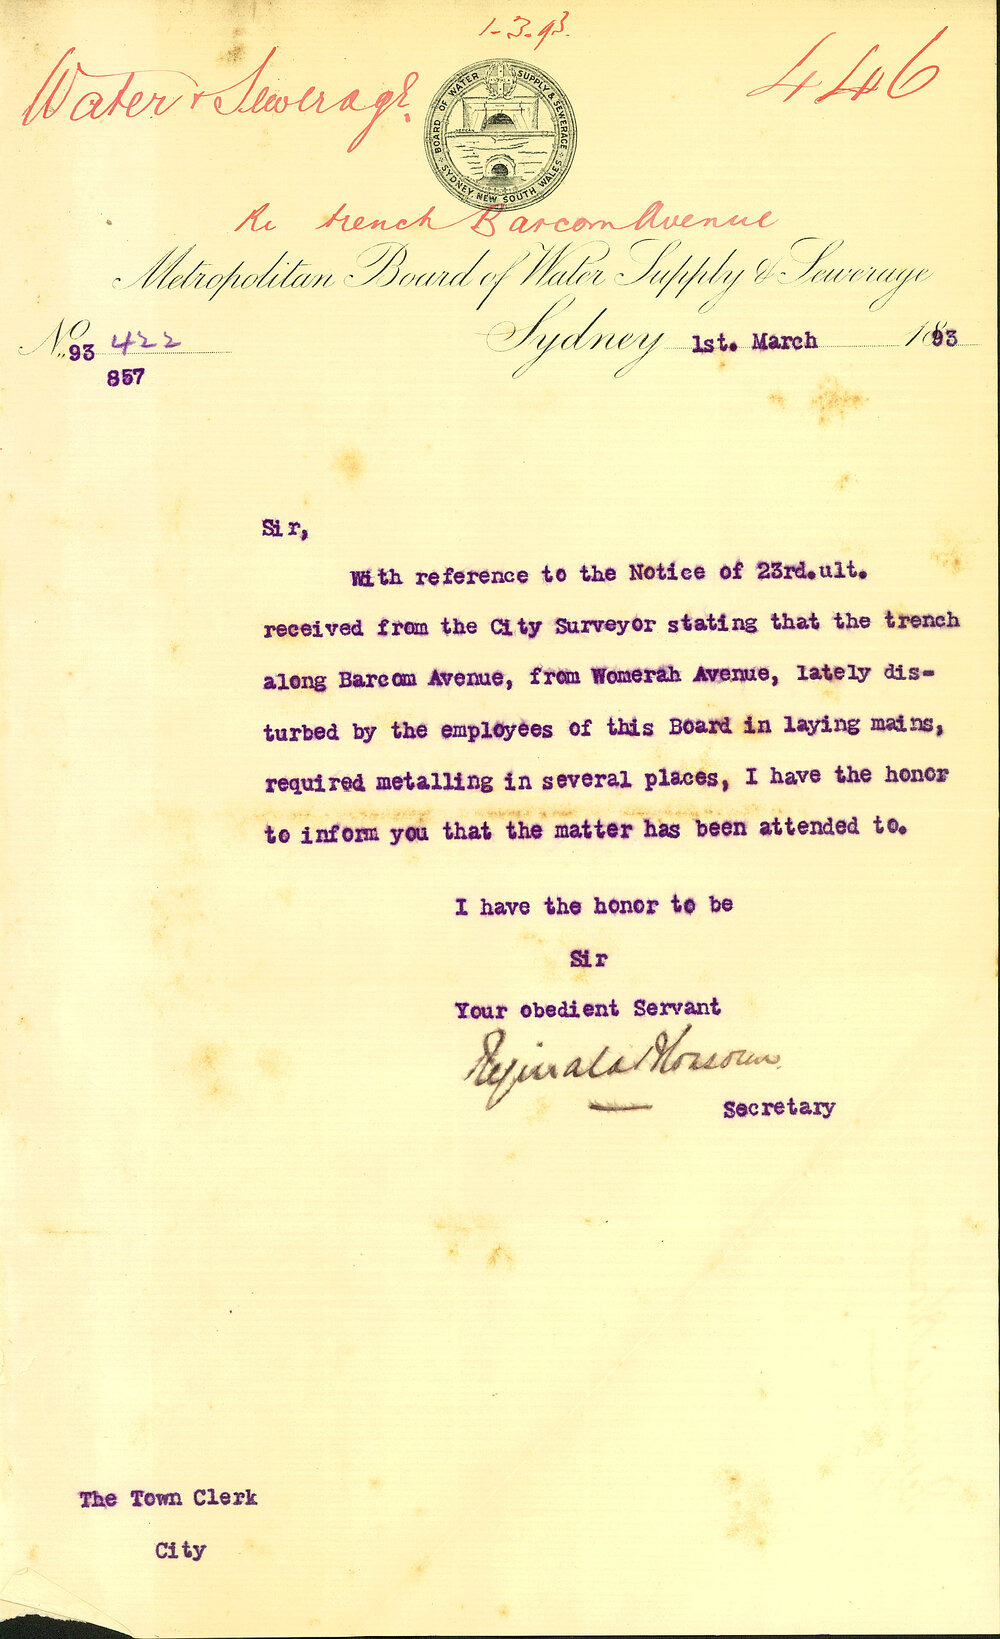 1-3-93.
Water & Sewerage.
446
BOARD OF WATER SUPPLY & SEWERAGE
SYDNEY, NEW SOUTH WALES
Re trench Barcom Avenue
Metropolitan Board of Water Supply & Sewerage
No. 93 422
857
Sydney 1st. March 1893
Sir,
With reference to the Notice of 23rd.ult.
received from the City Surveyor stating that the trench
along Barcom Avenue, from Womerah Avenue, lately dis-
turbed by the employees of this Board in laying mains,
required metalling in several places, I have the honor
to inform you that the matter has been attended to.
I have the honor to be
Sir
Your obedient Servant
Reginald
Secretary
The Town Clerk
City